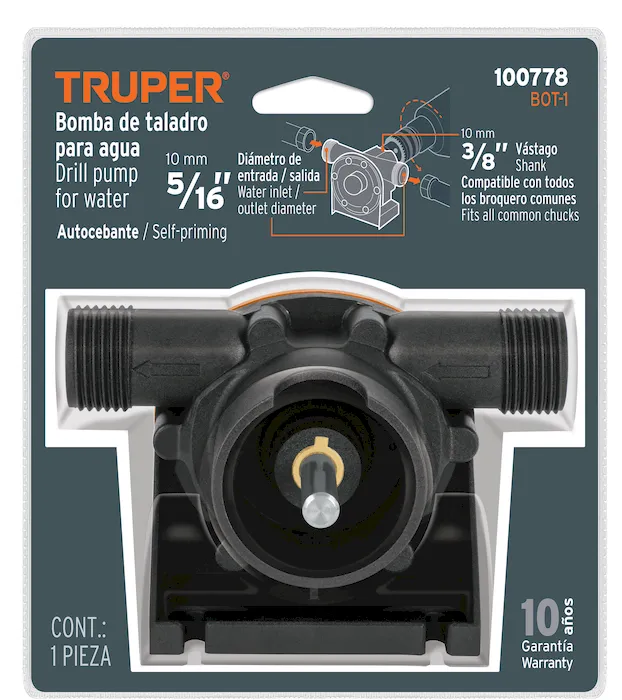 TRUPER®
100778
BOT-1
Bomba de taladro
para agua
Drill pump
for water
Autocebante / Self-priming
10 mm
5/16"
Diámetro de
entrada / salida
Water inlet /
outlet diameter
10 mm
3/8"
Vástago
Shank
Compatible con todos
los broquero comunes
Fits all common chucks
CONT.:
1 PIEZA
10 años
Garantía
Warranty